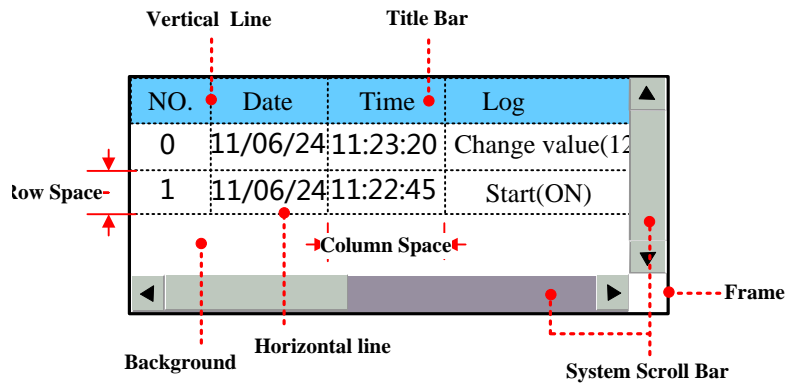 Vertical Line Title Bar
NO. Date Time Log
0 11/06/24 11:23:20 Change value(12
1 11/06/24 11:22:45 Start(ON)
Row Space
Column Space
Frame
Horizontal line
Background
System Scroll Bar